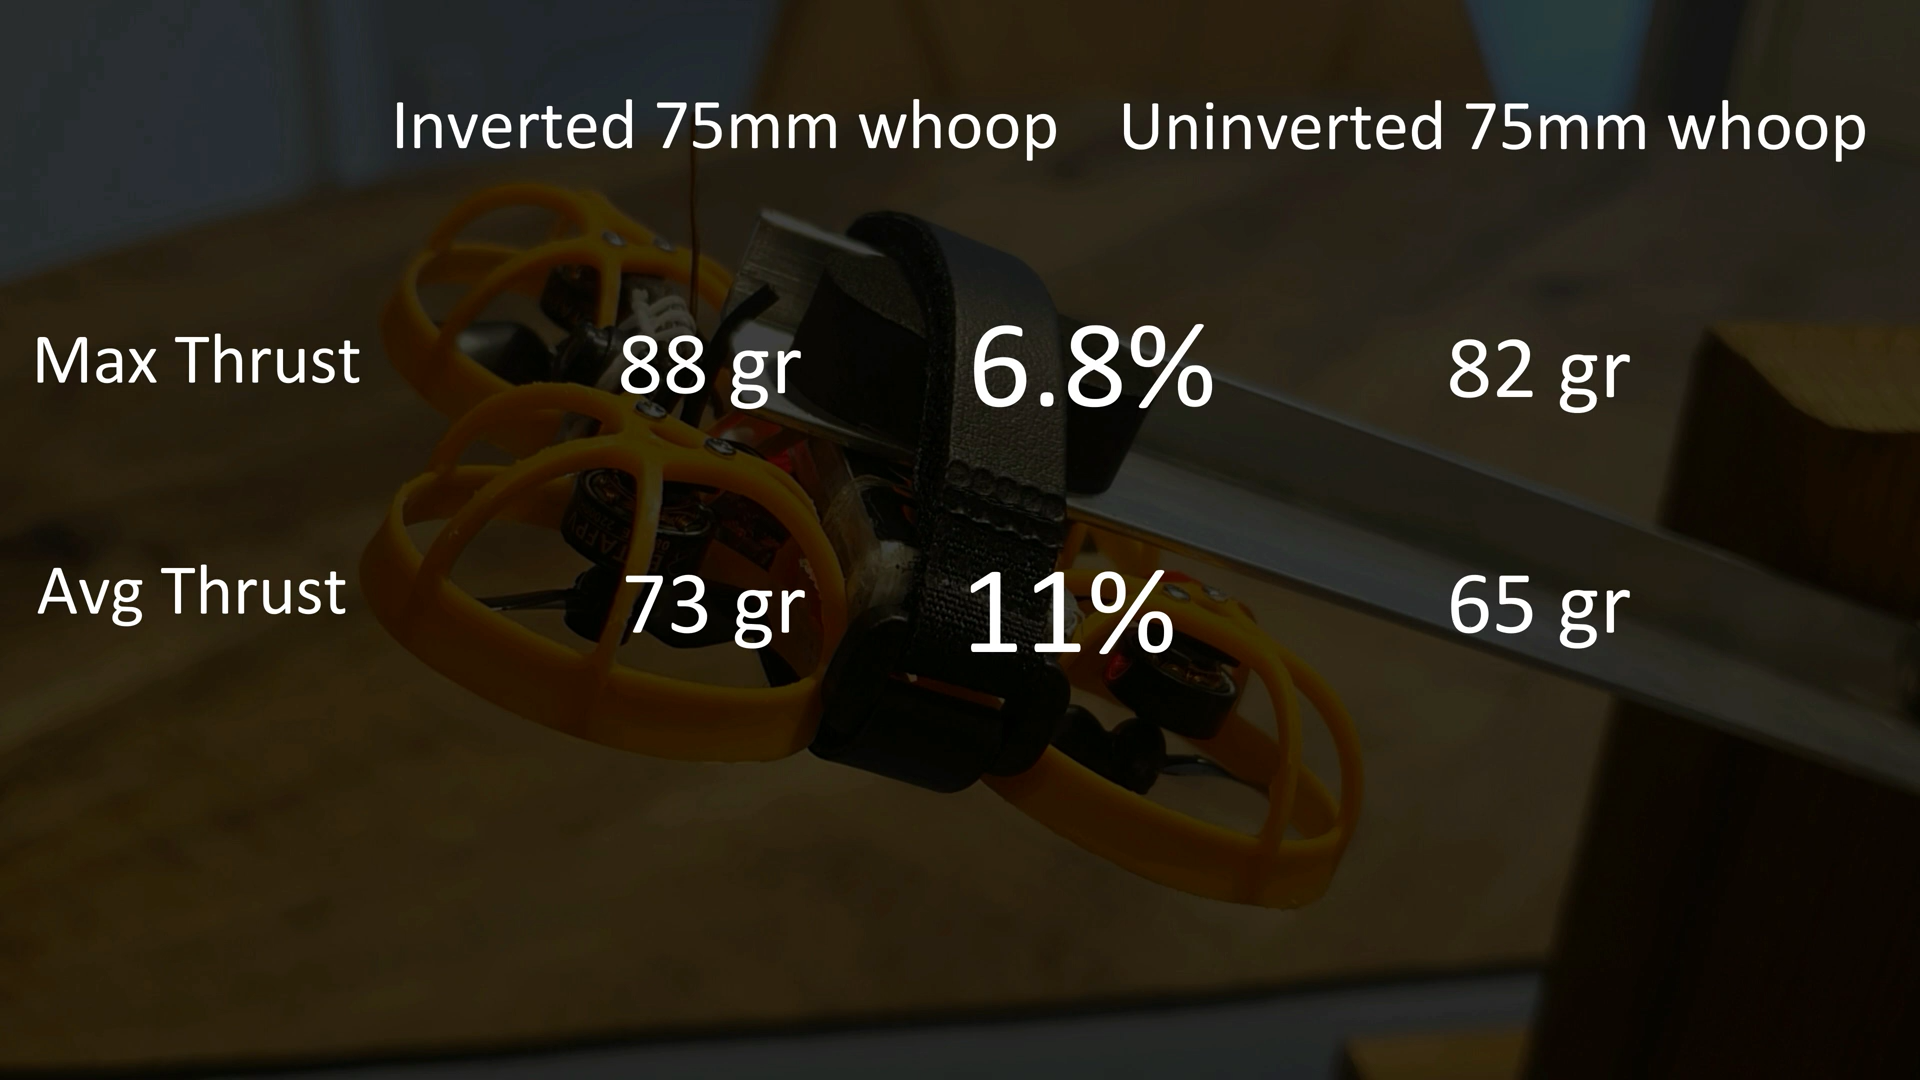 Inverted 75mm whoop Uninverted 75mm whoop
Max Thrust 88 gr 6.8% 82 gr
Avg Thrust 73 gr 11% 65 gr